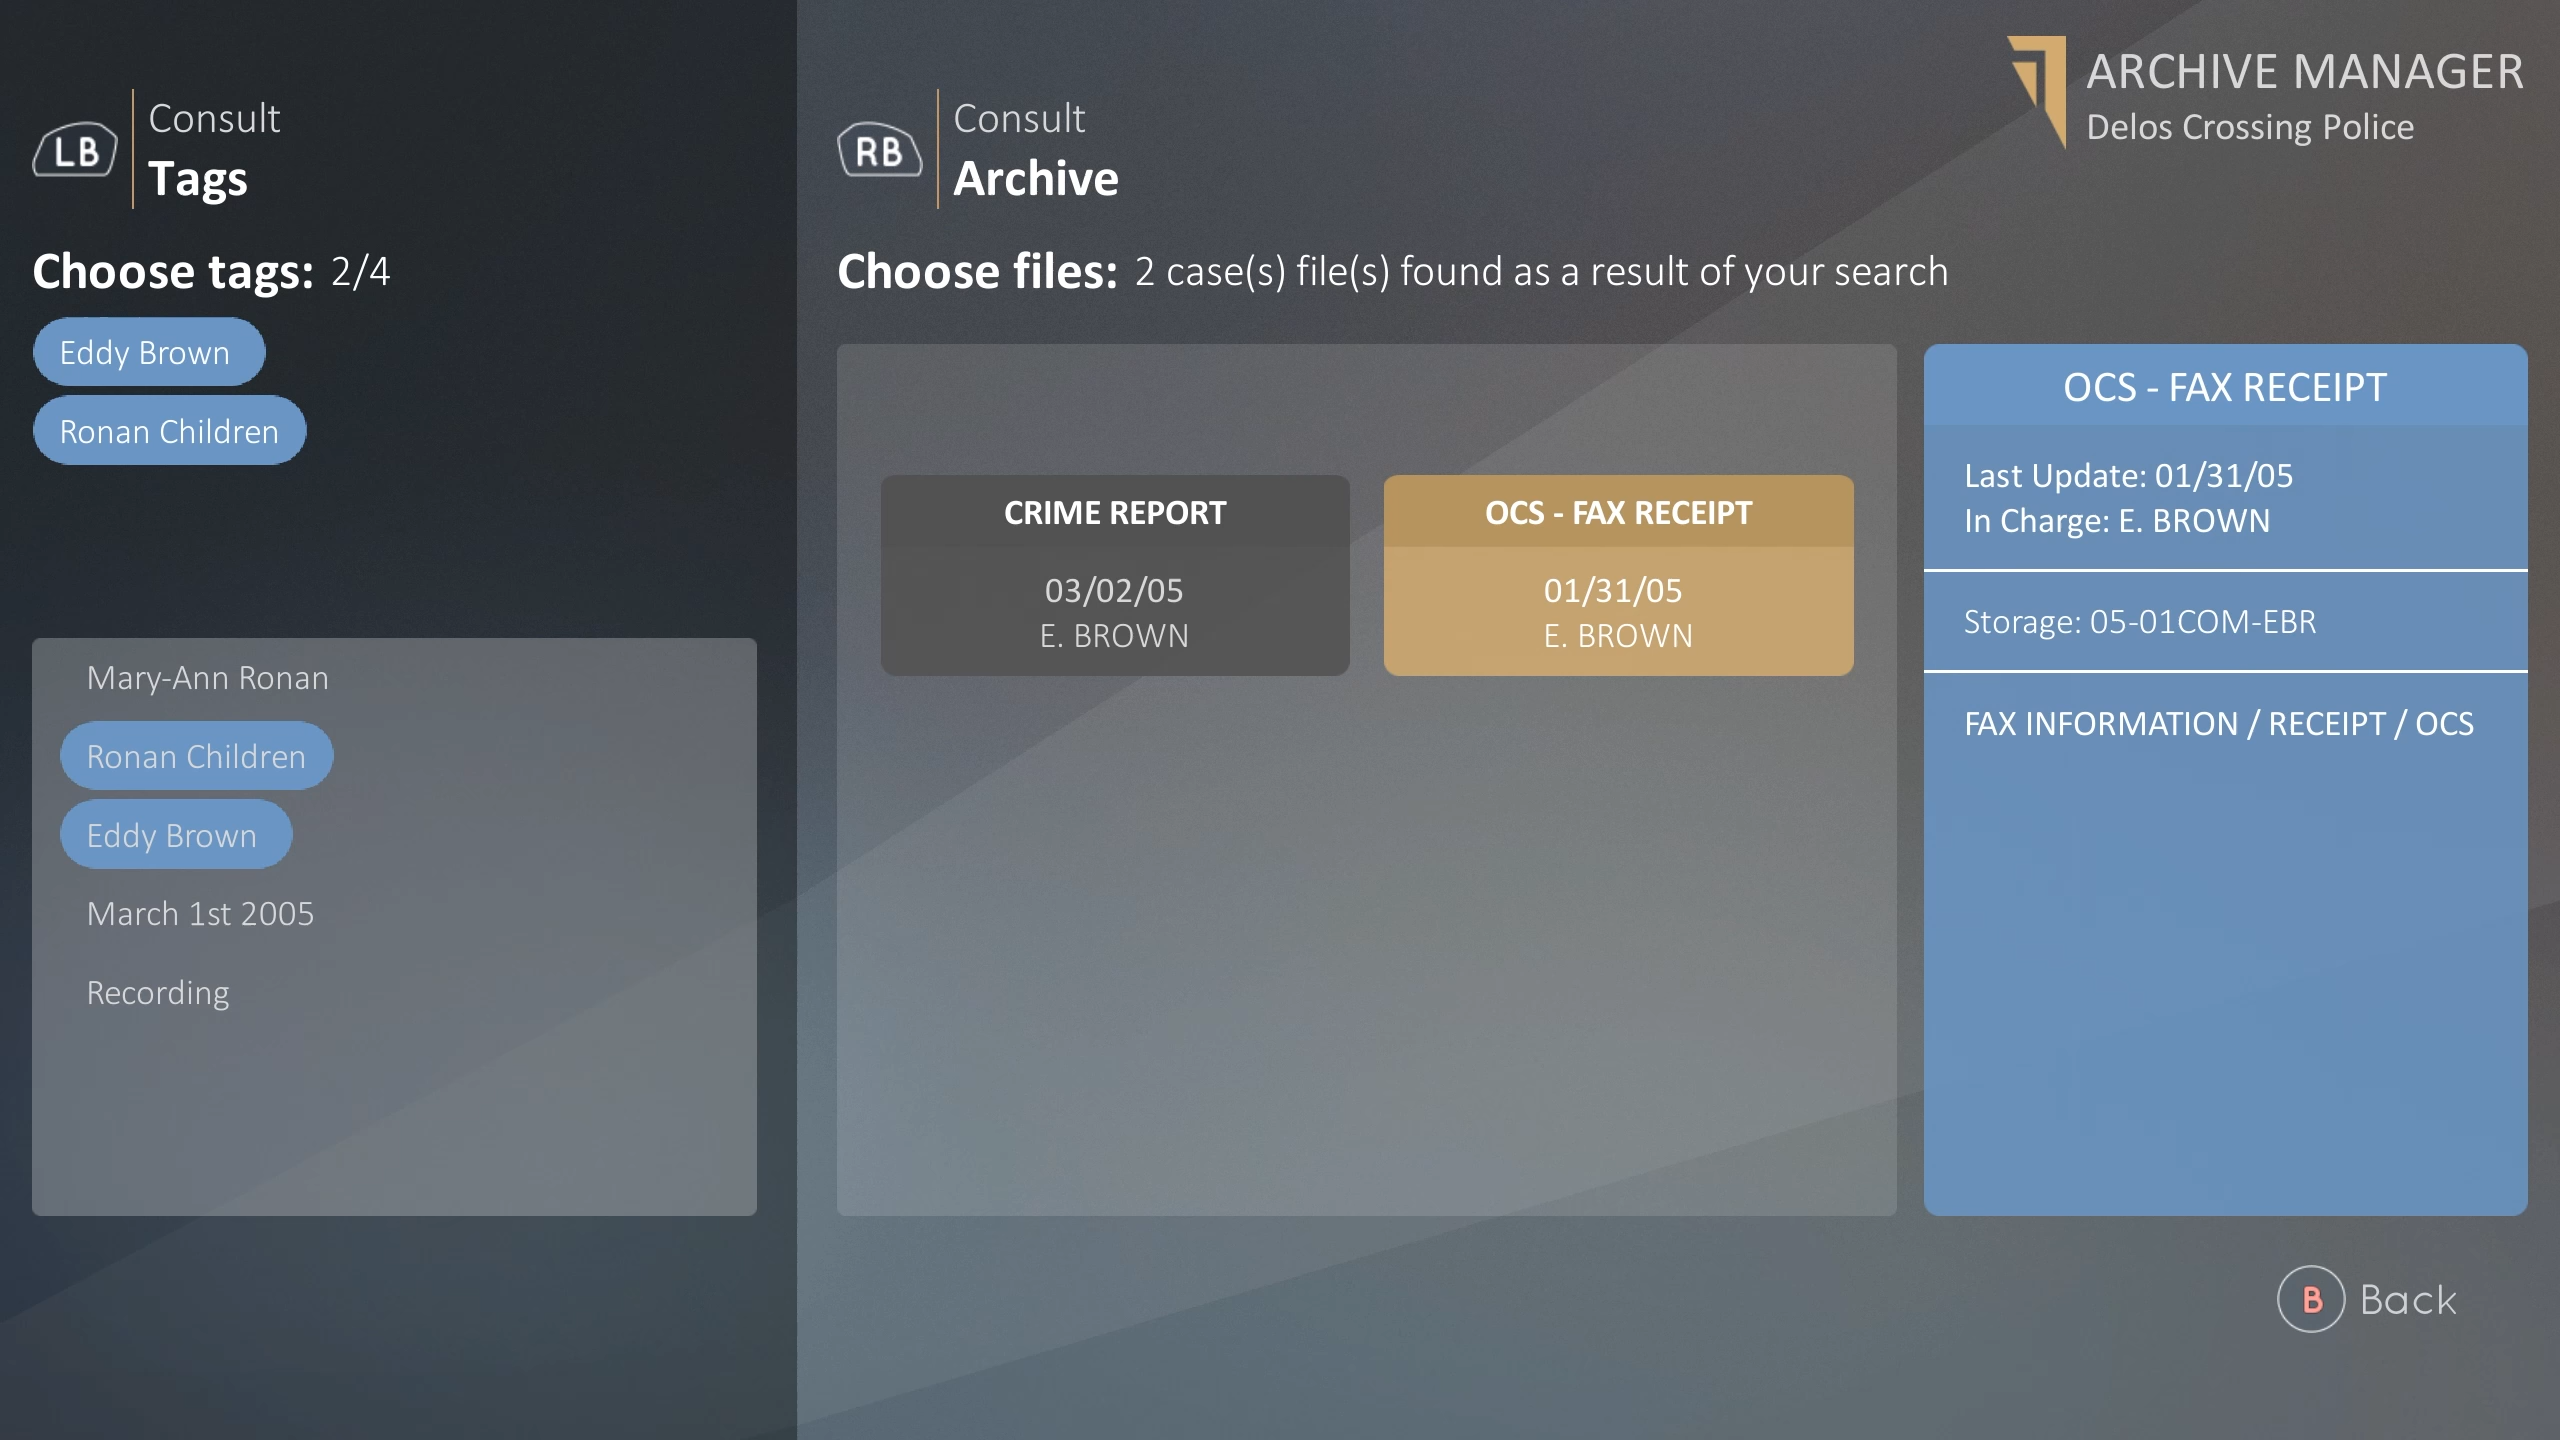 LB
Consult
Tags
Choose tags: 2/4
Eddy Brown
Ronan Children
Mary-Ann Ronan
Ronan Children
Eddy Brown
March 1st 2005
Recording
RB
Consult
Archive
ARCHIVE MANAGER
Delos Crossing Police
Choose files: 2 case(s) file(s) found as a result of your search
CRIME REPORT
03/02/05
E. BROWN
OCS - FAX RECEIPT
01/31/05
E. BROWN
OCS - FAX RECEIPT
Last Update: 01/31/05
In Charge: E. BROWN
Storage: 05-01COM-EBR
FAX INFORMATION / RECEIPT / OCS
B Back